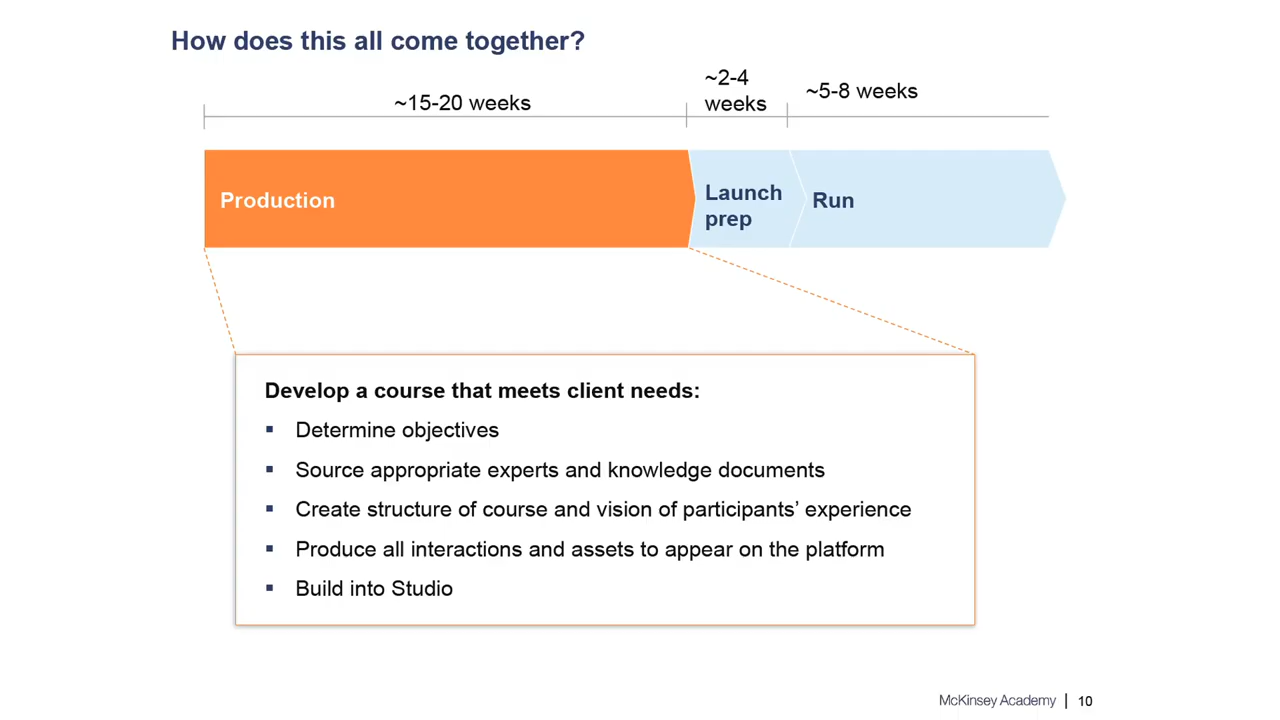 How does this all come together?
~15-20 weeks
~2-4
weeks
~5-8 weeks
Production
Launch
prep
Run
Develop a course that meets client needs:
▪ Determine objectives
▪ Source appropriate experts and knowledge documents
▪ Create structure of course and vision of participants’ experience
▪ Produce all interactions and assets to appear on the platform
▪ Build into Studio
McKinsey Academy | 10